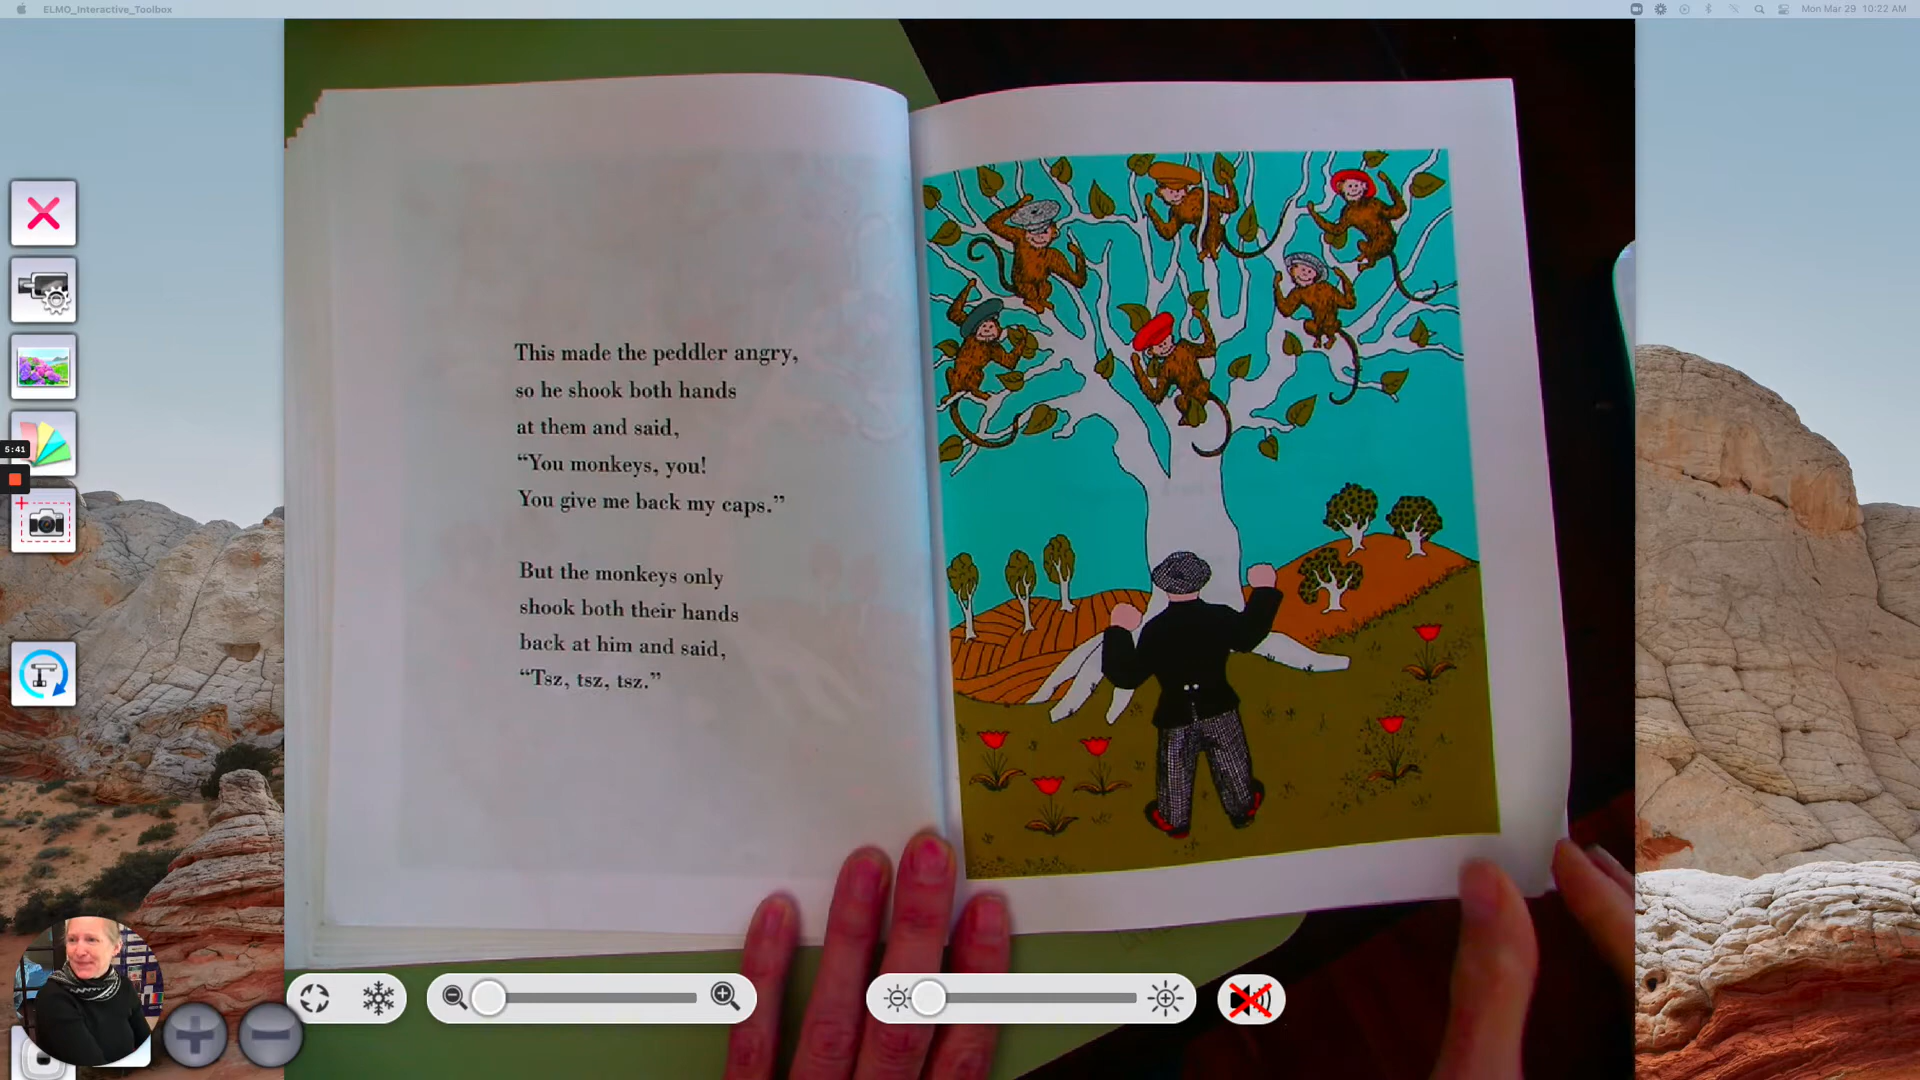 ELMO_Interactive_Toolbox
Mon Mar 29 10:22 AM
This made the peddler angry,
so he shook both hands
at them and said,
“You monkeys, you!
You give me back my caps.”
But the monkeys only
shook both their hands
back at him and said,
“Tsz, tsz, tsz.”
5:41